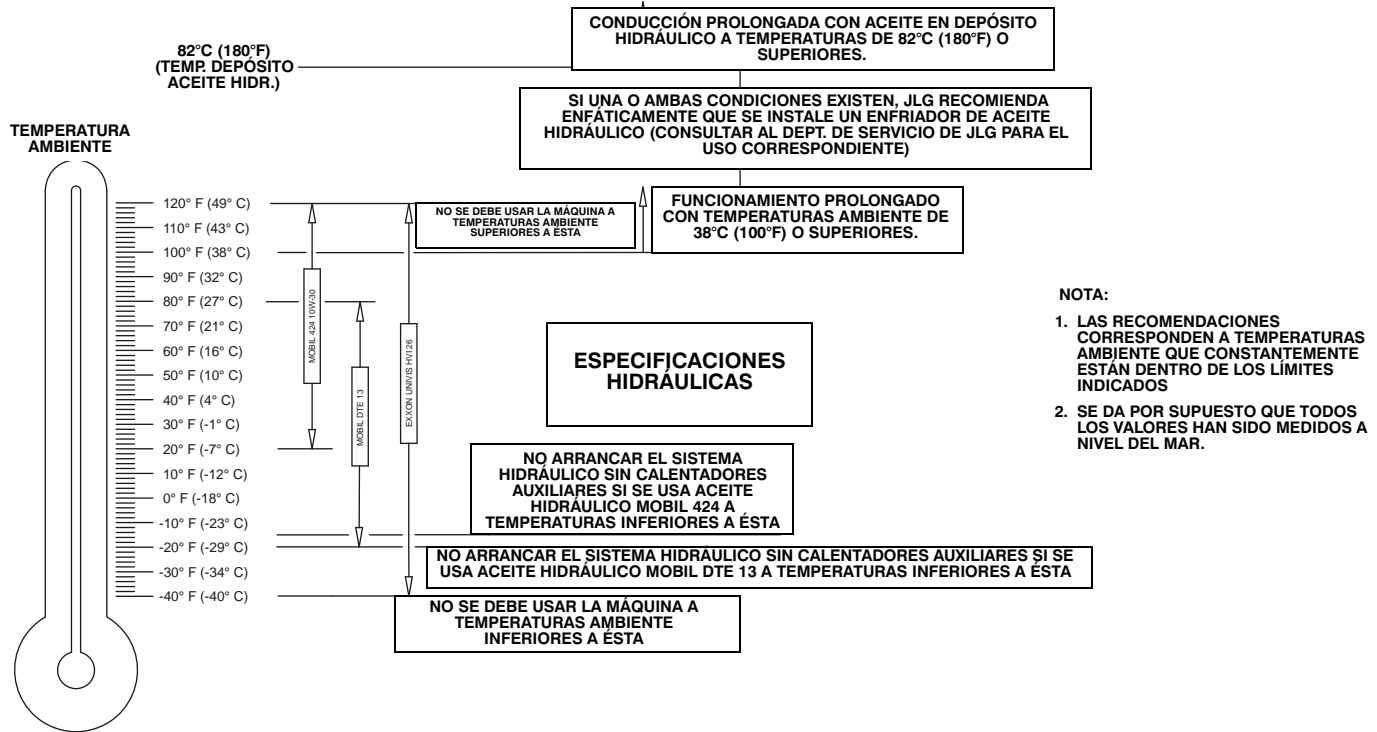 CONDUCCIÓN PROLONGADA CON ACEITE EN DEPÓSITO
HIDRÁULICO A TEMPERATURAS DE 82°C (180°F) O
SUPERIORES.
82°C (180°F)
(TEMP. DEPÓSITO
ACEITE HIDR.)
SI UNA O AMBAS CONDICIONES EXISTEN, JLG RECOMIENDA
ENFÁTICAMENTE QUE SE INSTALE UN ENFRIADOR DE ACEITE
HIDRÁULICO (CONSULTAR AL DEPT. DE SERVICIO DE JLG PARA EL
USO CORRESPONDIENTE)
TEMPERATURA
AMBIENTE
FUNCIONAMIENTO PROLONGADO
CON TEMPERATURAS AMBIENTE DE
38°C (100°F) O SUPERIORES.
NO SE DEBE USAR LA MÁQUINA A
TEMPERATURAS AMBIENTE
SUPERIORES A ÉSTA
120° F (49° C)
110° F (43° C)
100° F (38° C)
90° F (32° C)
80° F (27° C)
70° F (21° C)
60° F (16° C)
50° F (10° C)
40° F (4° C)
30° F (-1° C)
20° F (-7° C)
10° F (-12° C)
0° F (-18° C)
-10° F (-23° C)
-20° F (-29° C)
-30° F (-34° C)
-40° F (-40° C)
MOBIL 424 10W-30
MOBIL DTE 13
EXXON UNIVIS HVI 26
ESPECIFICACIONES
HIDRÁULICAS
NOTA:
1. LAS RECOMENDACIONES
CORRESPONDEN A TEMPERATURAS
AMBIENTE QUE CONSTANTEMENTE
ESTÁN DENTRO DE LOS LÍMITES
INDICADOS
2. SE DA POR SUPUESTO QUE TODOS
LOS VALORES HAN SIDO MEDIDOS A
NIVEL DEL MAR.
NO ARRANCAR EL SISTEMA
HIDRÁULICO SIN CALENTADORES
AUXILIARES SI SE USA ACEITE
HIDRÁULICO MOBIL 424 A
TEMPERATURAS INFERIORES A ÉSTA
NO ARRANCAR EL SISTEMA HIDRÁULICO SIN CALENTADORES AUXILIARES SI SE
USA ACEITE HIDRÁULICO MOBIL DTE 13 A TEMPERATURAS INFERIORES A ÉSTA
NO SE DEBE USAR LA MÁQUINA A
TEMPERATURAS AMBIENTE
INFERIORES A ÉSTA